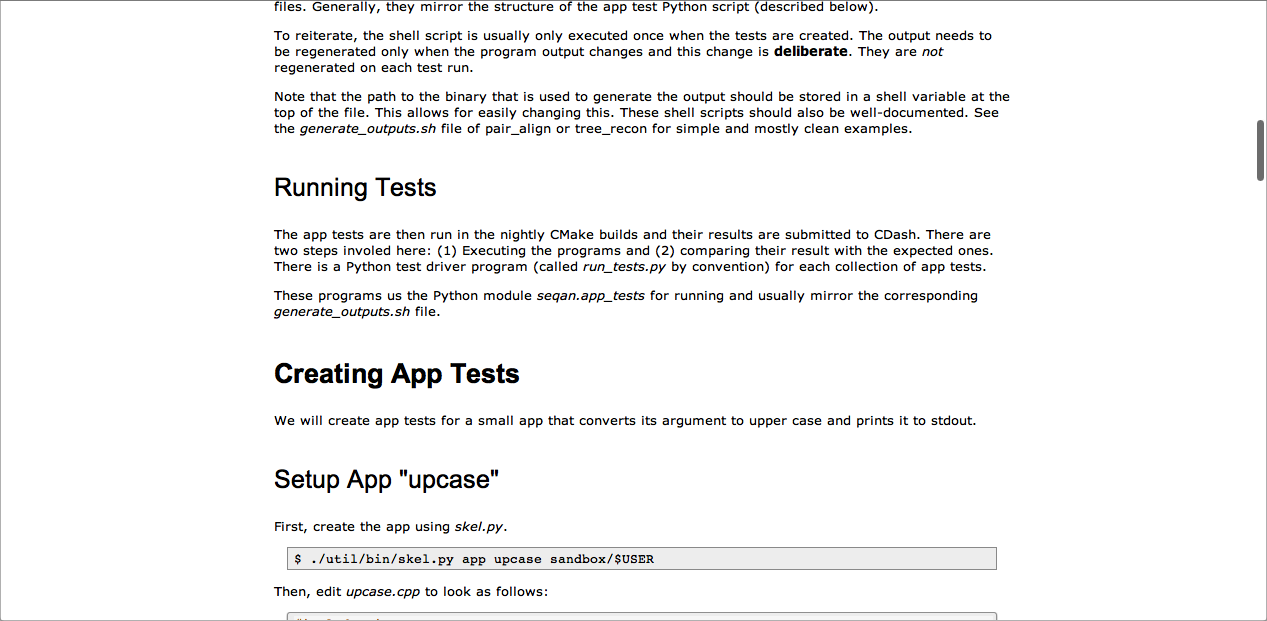 files. Generally, they mirror the structure of the app test Python script (described below).
To reiterate, the shell script is usually only executed once when the tests are created. The output needs to
be regenerated only when the program output changes and this change is deliberate. They are not
regenerated on each test run.
Note that the path to the binary that is used to generate the output should be stored in a shell variable at the
top of the file. This allows for easily changing this. These shell scripts should also be well-documented. See
the generate_outputs.sh file of pair_align or tree_recon for simple and mostly clean examples.
Running Tests
The app tests are then run in the nightly CMake builds and their results are submitted to CDash. There are
two steps involed here: (1) Executing the programs and (2) comparing their result with the expected ones.
There is a Python test driver program (called run_tests.py by convention) for each collection of app tests.
These programs us the Python module seqan.app_tests for running and usually mirror the corresponding
generate_outputs.sh file.
Creating App Tests
We will create app tests for a small app that converts its argument to upper case and prints it to stdout.
Setup App "upcase"
First, create the app using skel.py.
$ ./util/bin/skel.py app upcase sandbox/$USER
Then, edit upcase.cpp to look as follows: